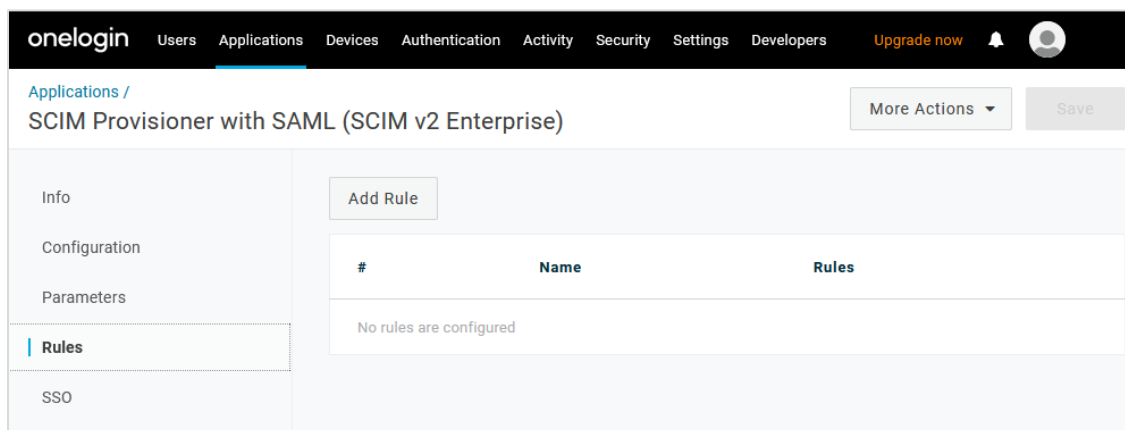 onelogin Users Applications Devices Authentication Activity Security Settings Developers Upgrade now
Applications /
SCIM Provisioner with SAML (SCIM v2 Enterprise)
More Actions
Save
Info
Configuration
Parameters
Rules
SSO
Add Rule
# Name Rules
No rules are configured